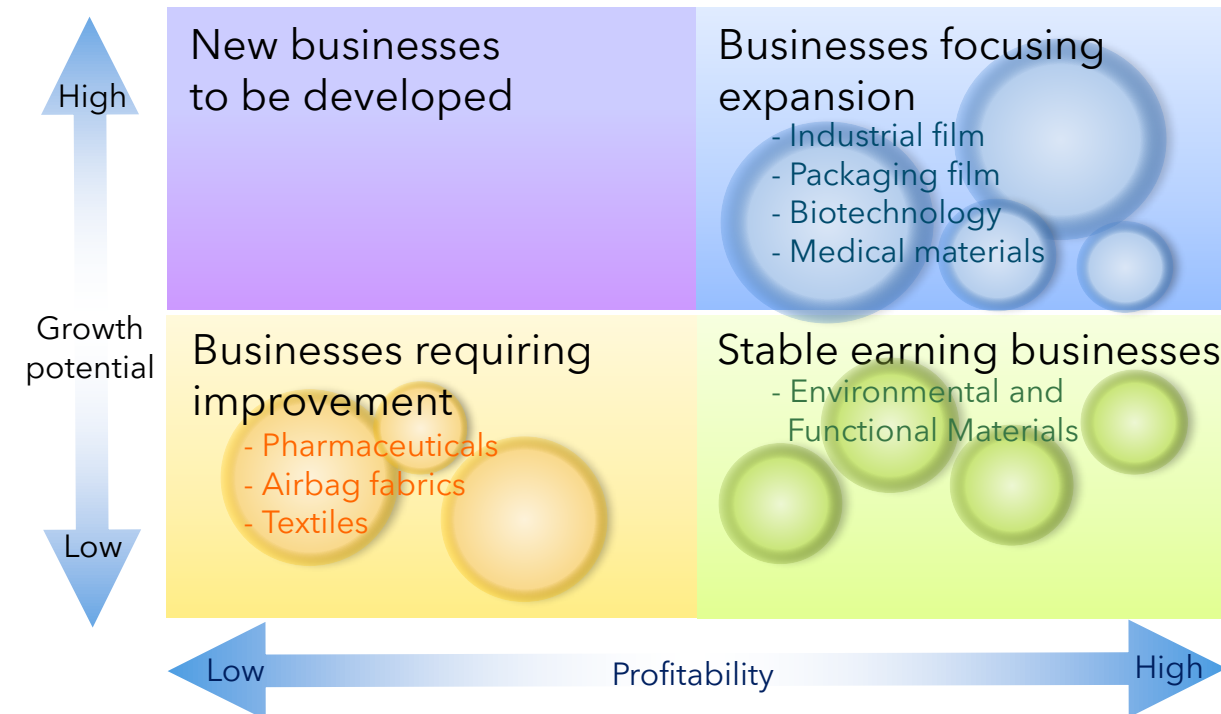 High
Growth
potential
Low
New businesses
to be developed
Businesses focusing
expansion
- Industrial film
- Packaging film
- Biotechnology
- Medical materials
Businesses requiring
improvement
- Pharmaceuticals
- Airbag fabrics
- Textiles
Stable earning businesses
- Environmental and
Functional Materials
Low
Profitability
High